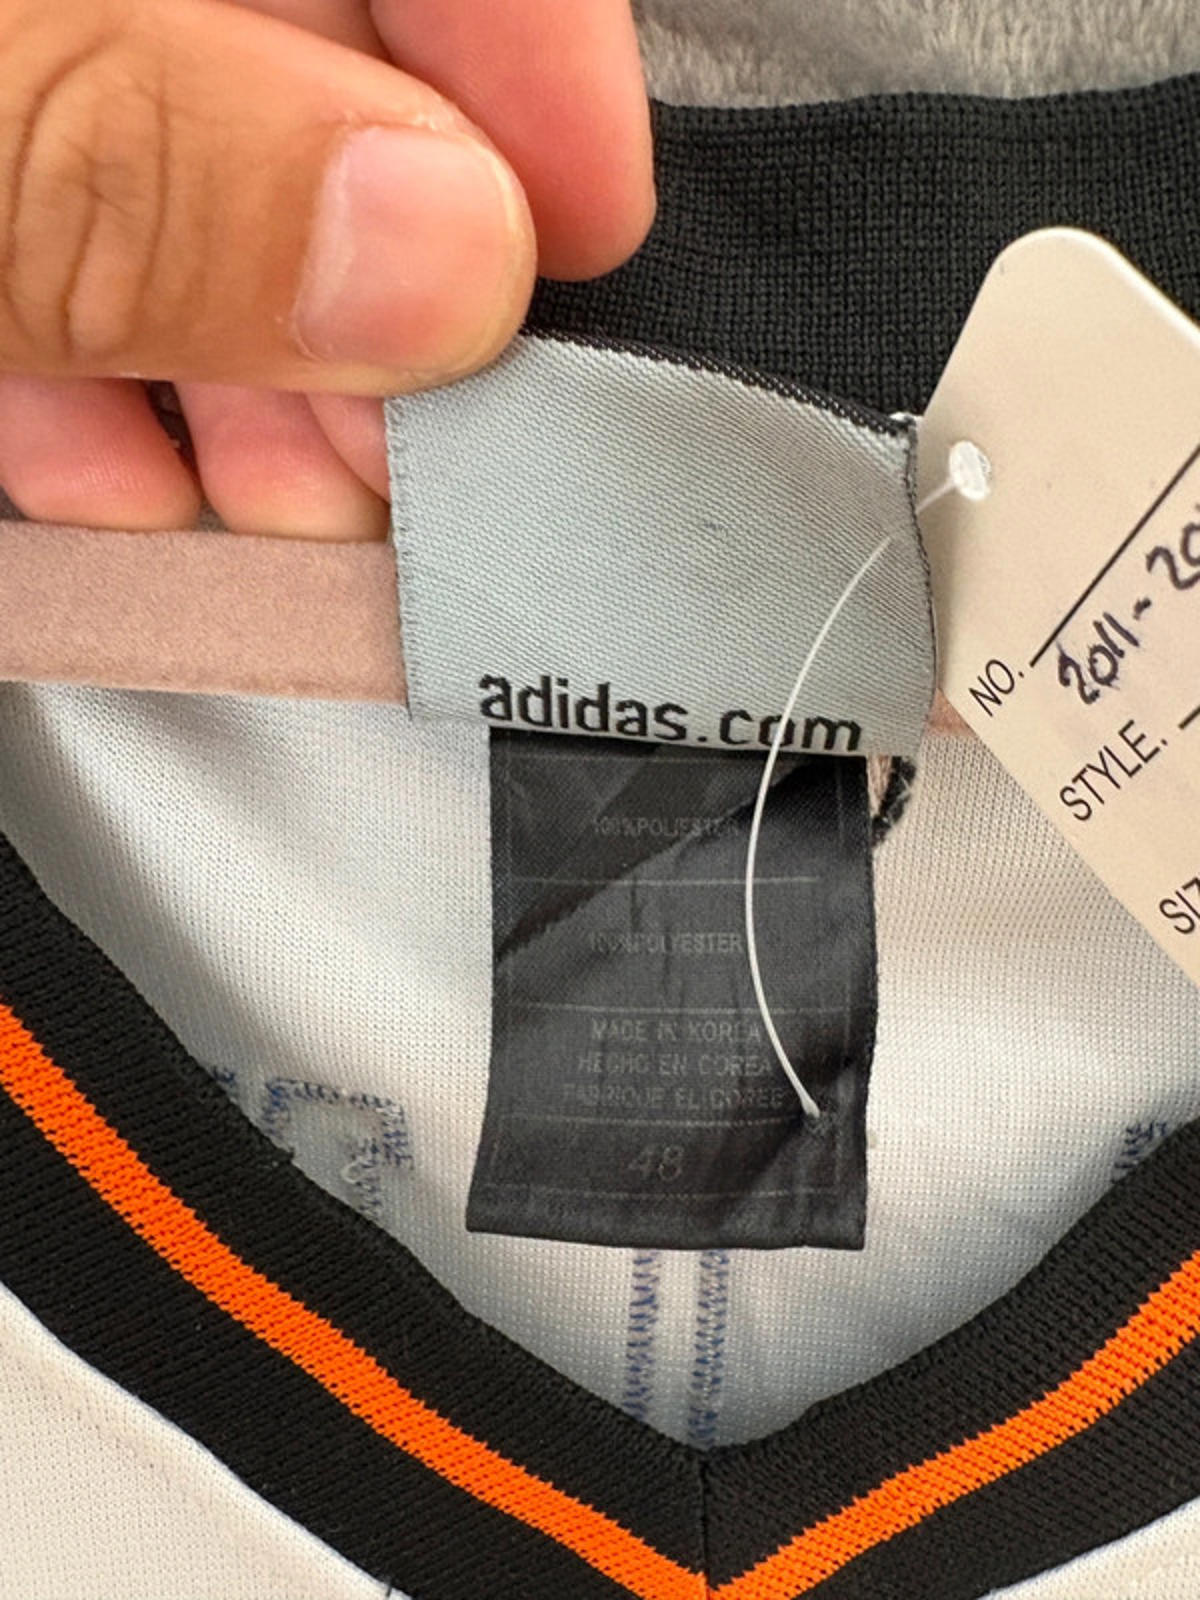 adidas.com
100%POLIESTER
100%POLYESTER
MADE IN KOREA
HECHO EN COREA
FABRIQUE EL COREE
48
NO. 2011-20
STYLE.